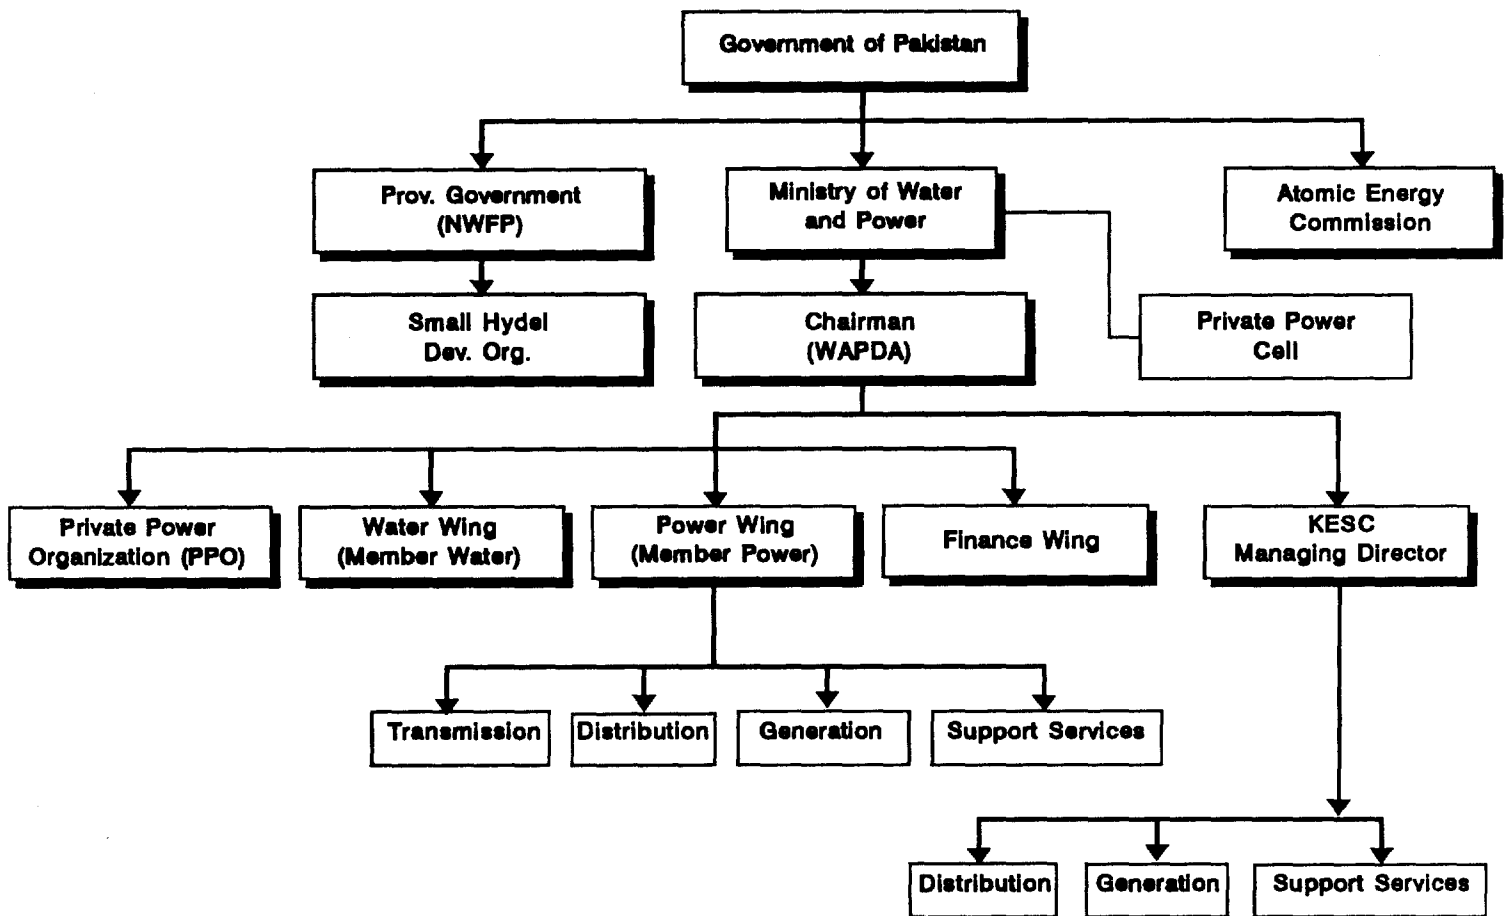 Government of Pakistan
Prov. Government
(NWFP)
Ministry of Water
and Power
Atomic Energy
Commission
Small Hydel
Dev. Org.
Chairman
(WAPDA)
Private Power
Cell
Private Power
Organization (PPO)
Water Wing
(Member Water)
Power Wing
(Member Power)
Finance Wing
KESC
Managing Director
Transmission
Distribution
Generation
Support Services
Distribution
Generation
Support Services